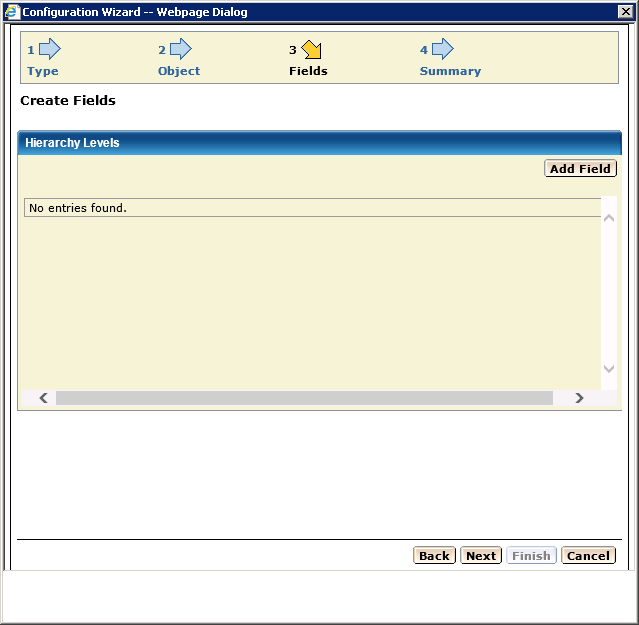 Configuration Wizard -- Webpage Dialog
1 2 3 4
Type Object Fields Summary
Create Fields
Hierarchy Levels
Add Field
No entries found.
Back Next Finish Cancel